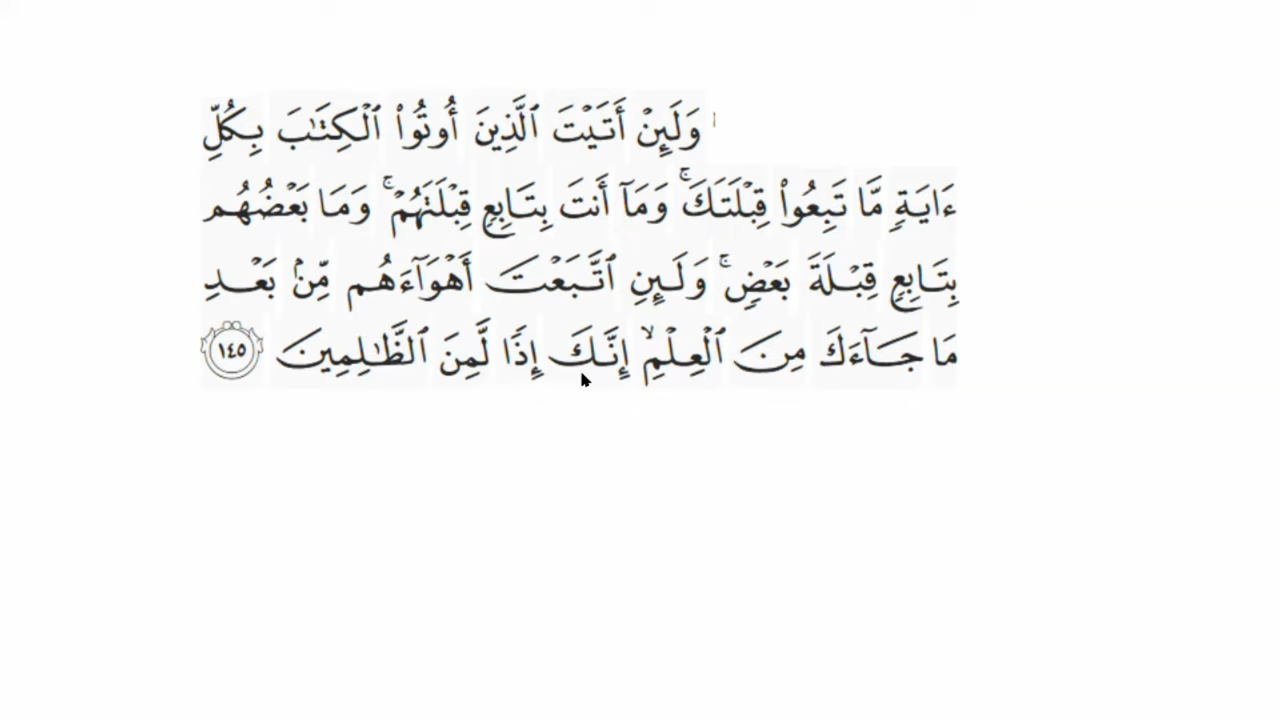 وَلَئِنْ أَتَيْتَ ٱلَّذِينَ أُوتُوا۟ ٱلْكِتَٰبَ بِكُلِّ
ءَايَةٍ مَّا تَبِعُوا۟ قِبْلَتَكَ ۚ وَمَآ أَنتَ بِتَابِعٍ قِبْلَتَهُمْ ۚ وَمَا بَعْضُهُم
بِتَابِعٍ قِبْلَةَ بَعْضٍ ۚ وَلَئِنِ ٱتَّبَعْتَ أَهْوَآءَهُم مِّنۢ بَعْدِ
مَا جَآءَكَ مِنَ ٱلْعِلْمِ ۙ إِنَّكَ إِذًا لَّمِنَ ٱلظَّٰلِمِينَ ١٤٥